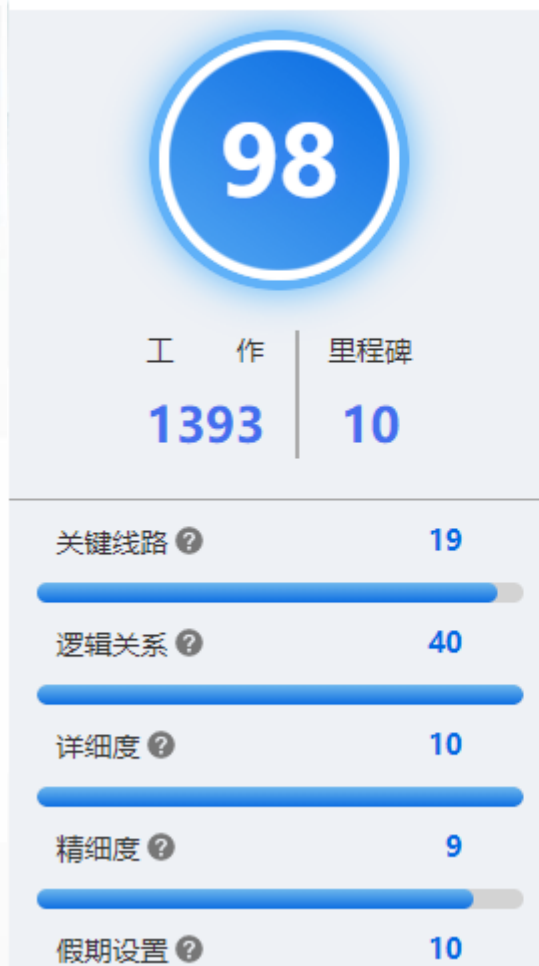 98
工 作 里程碑
1393 10
关键线路 ? 19
逻辑关系 ? 40
详细度 ? 10
精细度 ? 9
假期设置 ? 10